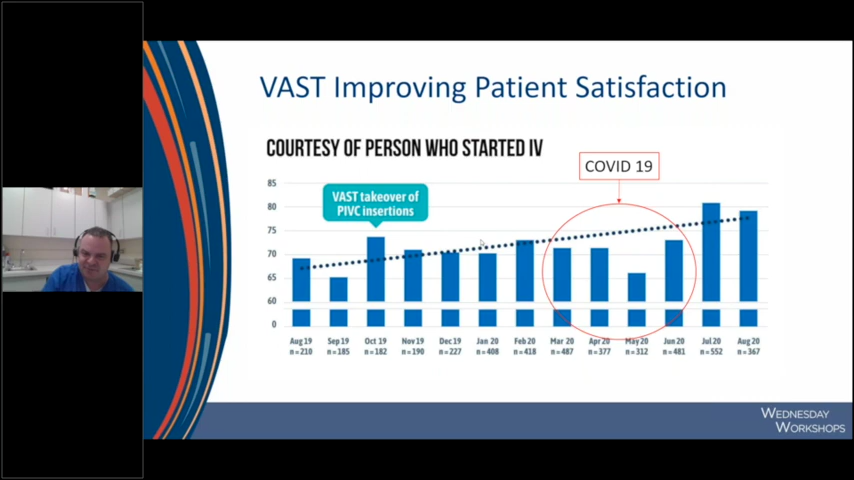 VAST Improving Patient Satisfaction
COURTESY OF PERSON WHO STARTED IV
COVID 19
VAST takeover of
PIVC insertions
85
80
75
70
65
60
0
Aug 19 Sep 19 Oct 19 Nov 19 Dec 19 Jan 20 Feb 20 Mar 20 Apr 20 May 20 Jun 20 Jul 20 Aug 20
n=210 n=185 n=182 n=190 n=227 n=408 n=418 n=487 n=377 n=312 n=481 n=552 n=367
WEDNESDAY
WORKSHOPS